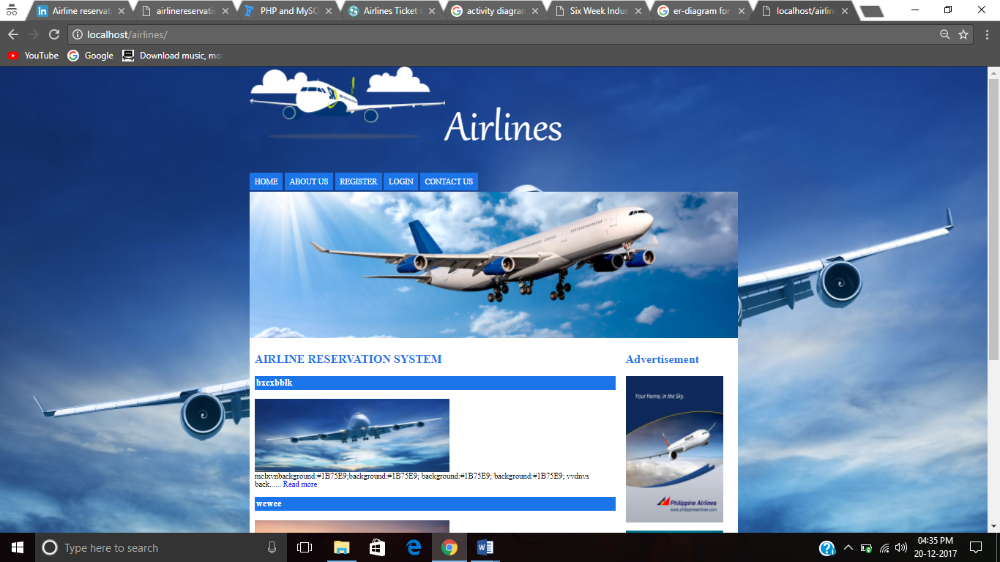 Airline reservat
airlinereservati
PHP and MySQ
Airlines Ticket
activity diagram
Six Week Indus
er-diagram for
localhost/airlin
localhost/airlines/
YouTube
Google
Download music, mo
Airlines
HOME ABOUT US REGISTER LOGIN CONTACT US
AIRLINE RESERVATION SYSTEM
bxcxbblk
mclxvnbackground:#1B75E9;background:#1B75E9; background:#1B75E9; background:#1B75E9; vvdnvs
back...... Read more
wewee
Advertisement
Your Home, in the Sky.
Philippine Airlines
www.philippineairlines.com
Type here to search
04:35 PM
20-12-2017